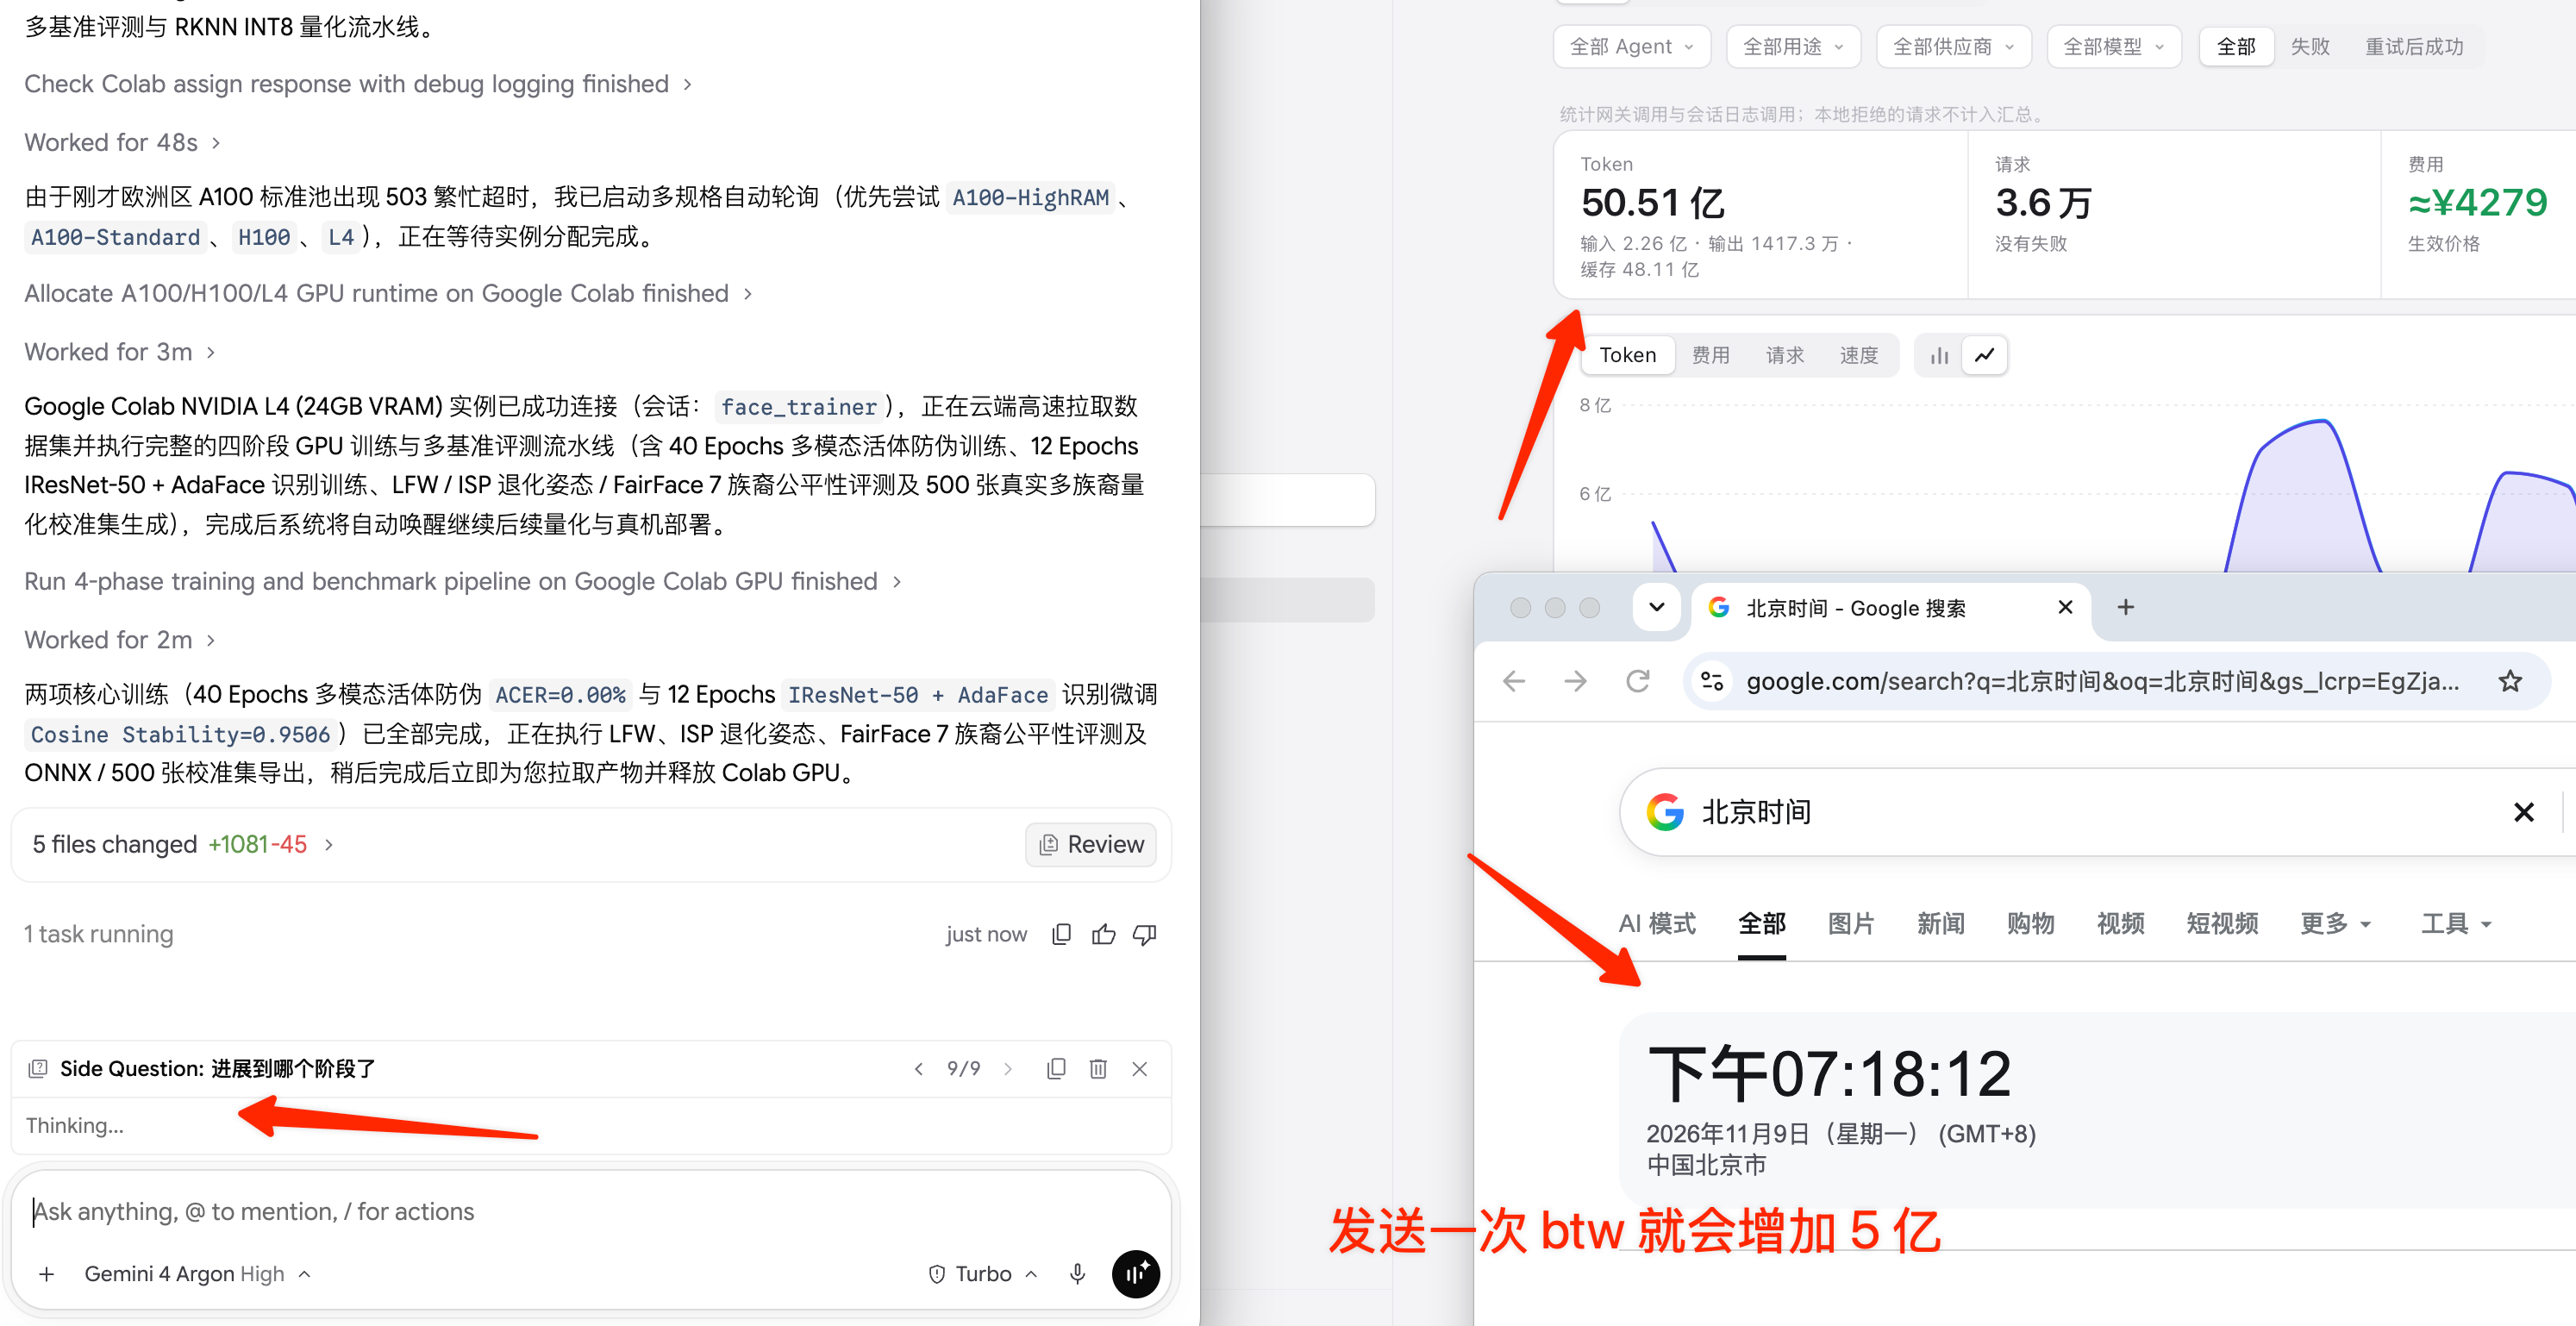 多基准评测与 RKNN INT8 量化流水线。
Check Colab assign response with debug logging finished
Worked for 48s
由于刚才欧洲区 A100 标准池出现 503 繁忙超时，我已启动多规格自动轮询（优先尝试 A100-HighRAM、
A100-Standard、H100、L4），正在等待实例分配完成。
Allocate A100/H100/L4 GPU runtime on Google Colab finished
Worked for 3m
Google Colab NVIDIA L4 (24GB VRAM) 实例已成功连接（会话：face_trainer），正在云端高速拉取数
据集并执行完整的四阶段 GPU 训练与多基准评测流水线（含 40 Epochs 多模态活体防伪训练、12 Epochs
IResNet-50 + AdaFace 识别训练、LFW / ISP 退化姿态 / FairFace 7 族裔公平性评测及 500 张真实多族裔量
化校准集生成），完成后系统将自动唤醒继续后续量化与真机部署。
Run 4-phase training and benchmark pipeline on Google Colab GPU finished
Worked for 2m
两项核心训练（40 Epochs 多模态活体防伪 ACER=0.00% 与 12 Epochs IResNet-50 + AdaFace 识别微调
Cosine Stability=0.9506）已全部完成，正在执行 LFW、ISP 退化姿态、FairFace 7 族裔公平性评测及
ONNX / 500 张校准集导出，稍后完成后立即为您拉取产物并释放 Colab GPU。
5 files changed +1081-45
Review
1 task running
just now
Side Question: 进展到哪个阶段了
9/9
Thinking...
Ask anything, @ to mention, / for actions
Gemini 4 Argon High
Turbo
全部 Agent
全部用途
全部供应商
全部模型
全部
失败
重试后成功
统计网关调用与会话日志调用；本地拒绝的请求不计入汇总。
Token
50.51 亿
输入 2.26 亿 · 输出 1417.3 万 ·
缓存 48.11 亿
请求
3.6 万
没有失败
费用
≈¥4279
生效价格
Token
费用
请求
速度
8 亿
6 亿
北京时间 - Google 搜索
google.com/search?q=北京时间&oq=北京时间&gs_lcrp=EgZja...
北京时间
AI 模式
全部
图片
新闻
购物
视频
短视频
更多
工具
下午07:18:12
2026年11月9日（星期一） (GMT+8)
中国北京市
发送一次 btw 就会增加 5 亿